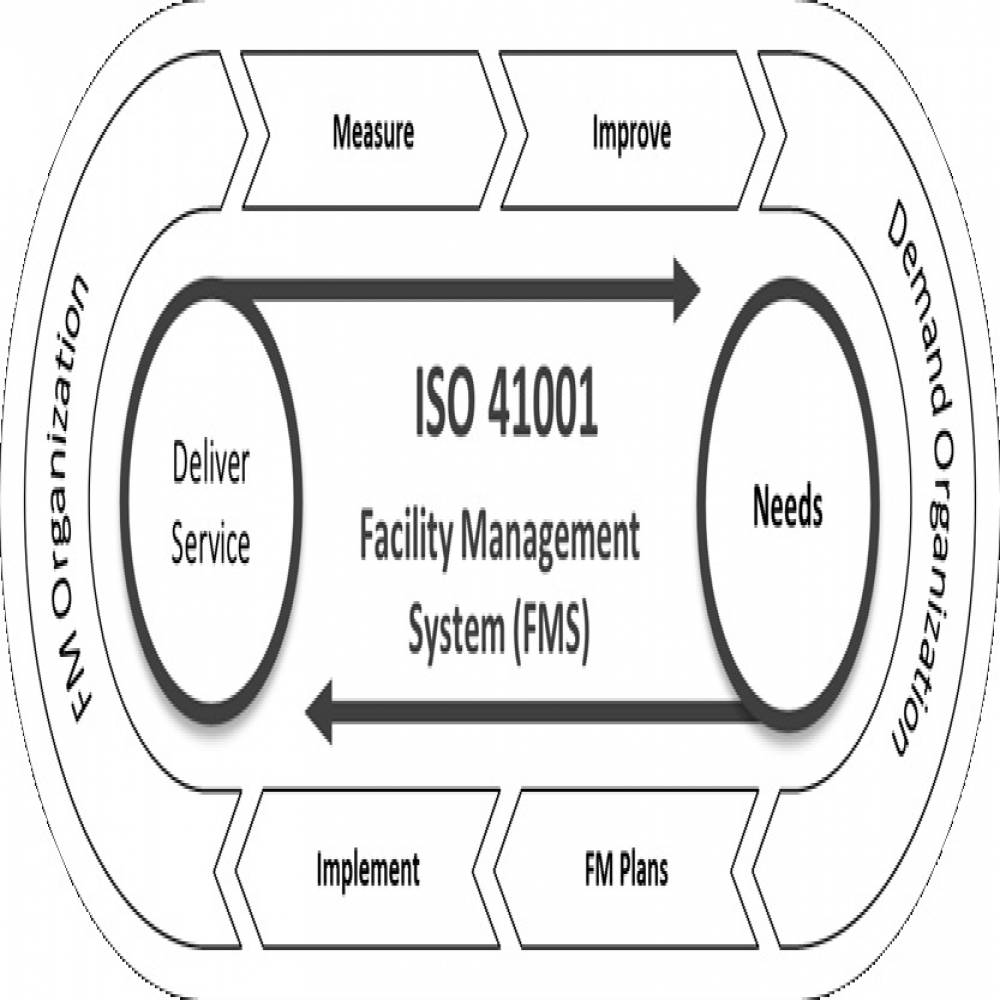 Measure
Improve
FM Organization
Demand Organization
ISO 41001
Facility Management
System (FMS)
Deliver
Service
Needs
Implement
FM Plans